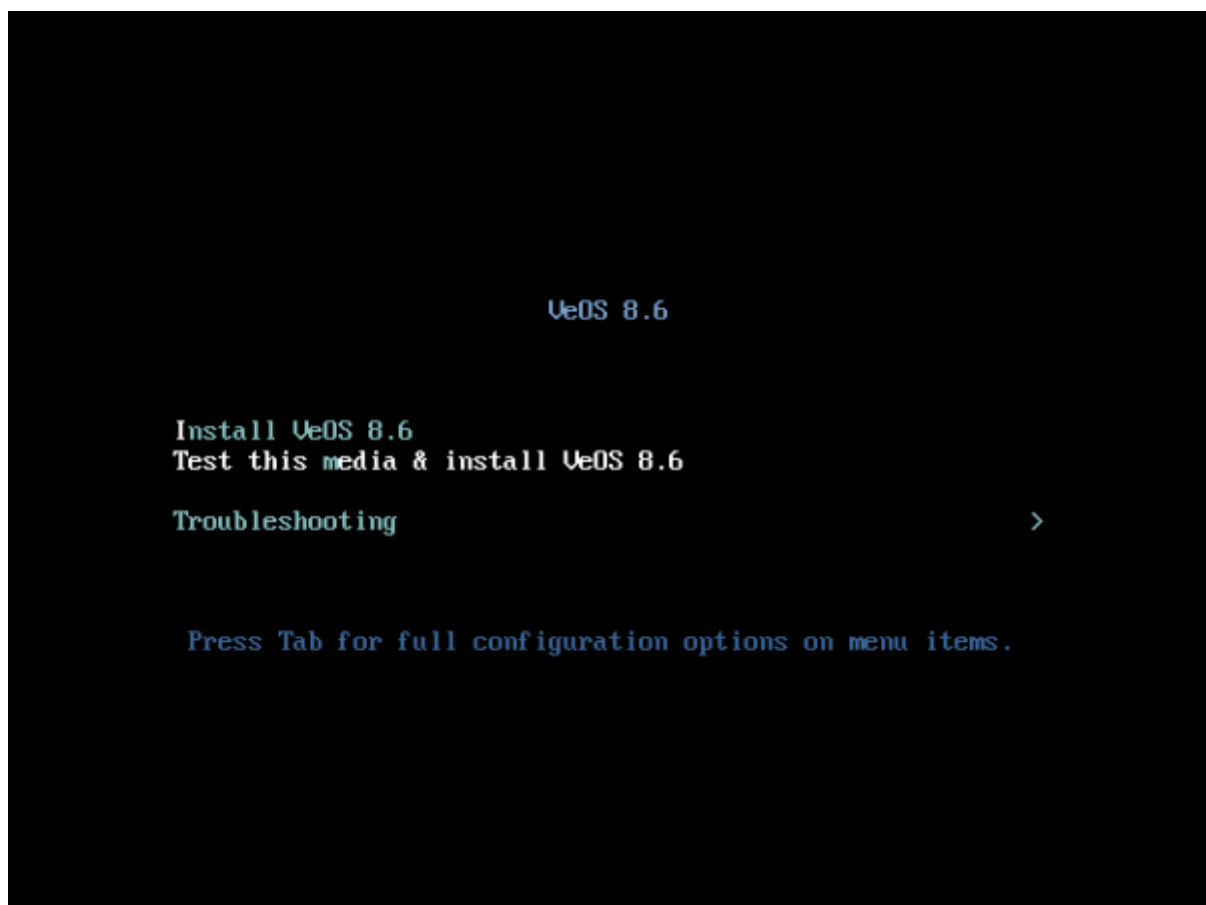 VeOS 8.6
Install VeOS 8.6
Test this media & install VeOS 8.6
Troubleshooting >
Press Tab for full configuration options on menu items.